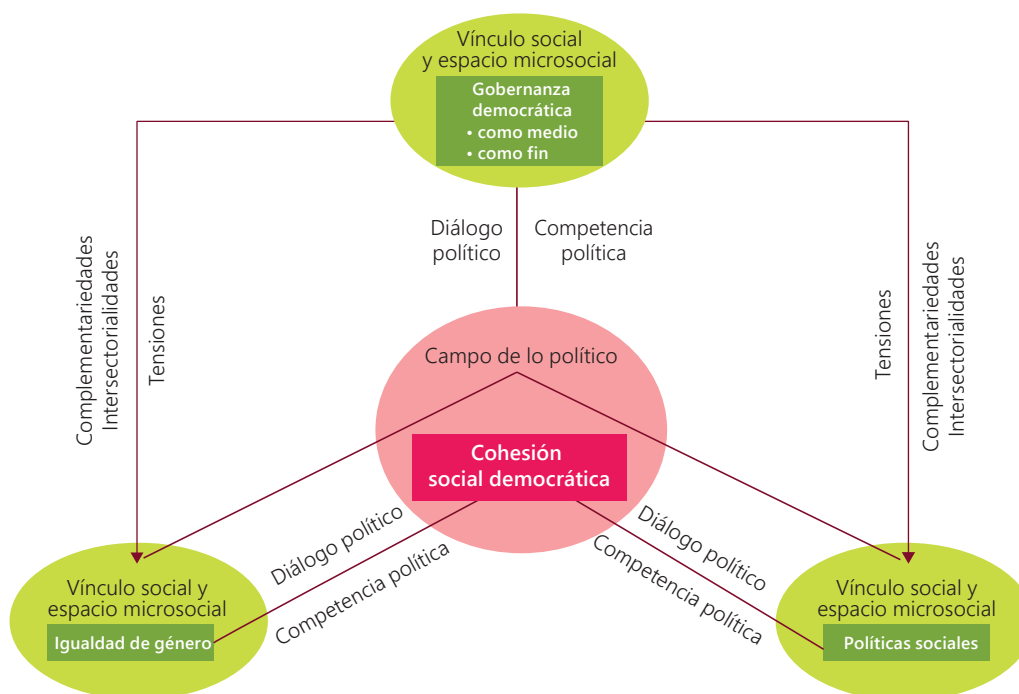 Vínculo social
y espacio microsocial
Gobernanza
democrática
• como medio
• como fin
Diálogo
político
Competencia
política
Complementariedades
Intersectorialidades
Tensiones
Tensiones
Complementariedades
Intersectorialidades
Campo de lo político
Cohesión
social democrática
Diálogo político
Competencia política
Diálogo político
Competencia política
Vínculo social y
espacio microsocial
Igualdad de género
Vínculo social y
espacio microsocial
Políticas sociales